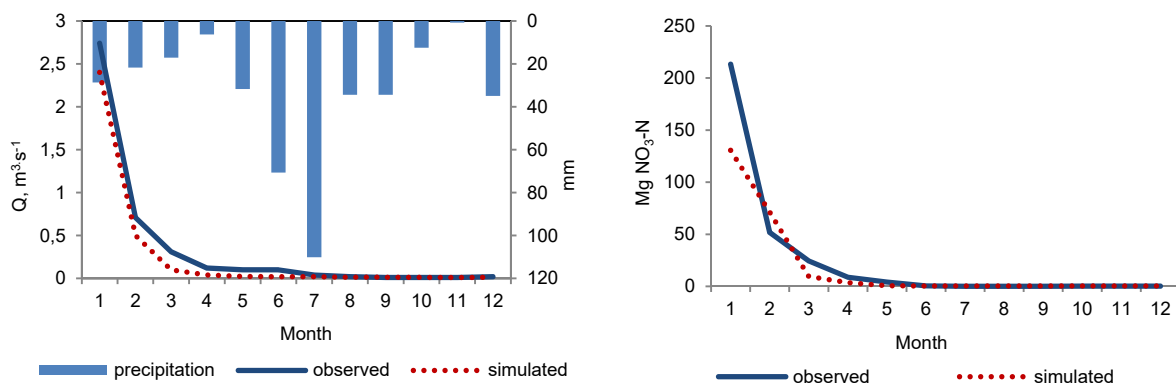 3 0
2,5 20
2 40
1,5 60
1 80
0,5 100
0 120
Q, m³·s⁻¹
mm
1 2 3 4 5 6 7 8 9 10 11 12
Month
precipitation observed simulated
250
200
150
100
50
0
Mg NO₃-N
1 2 3 4 5 6 7 8 9 10 11 12
Month
observed simulated